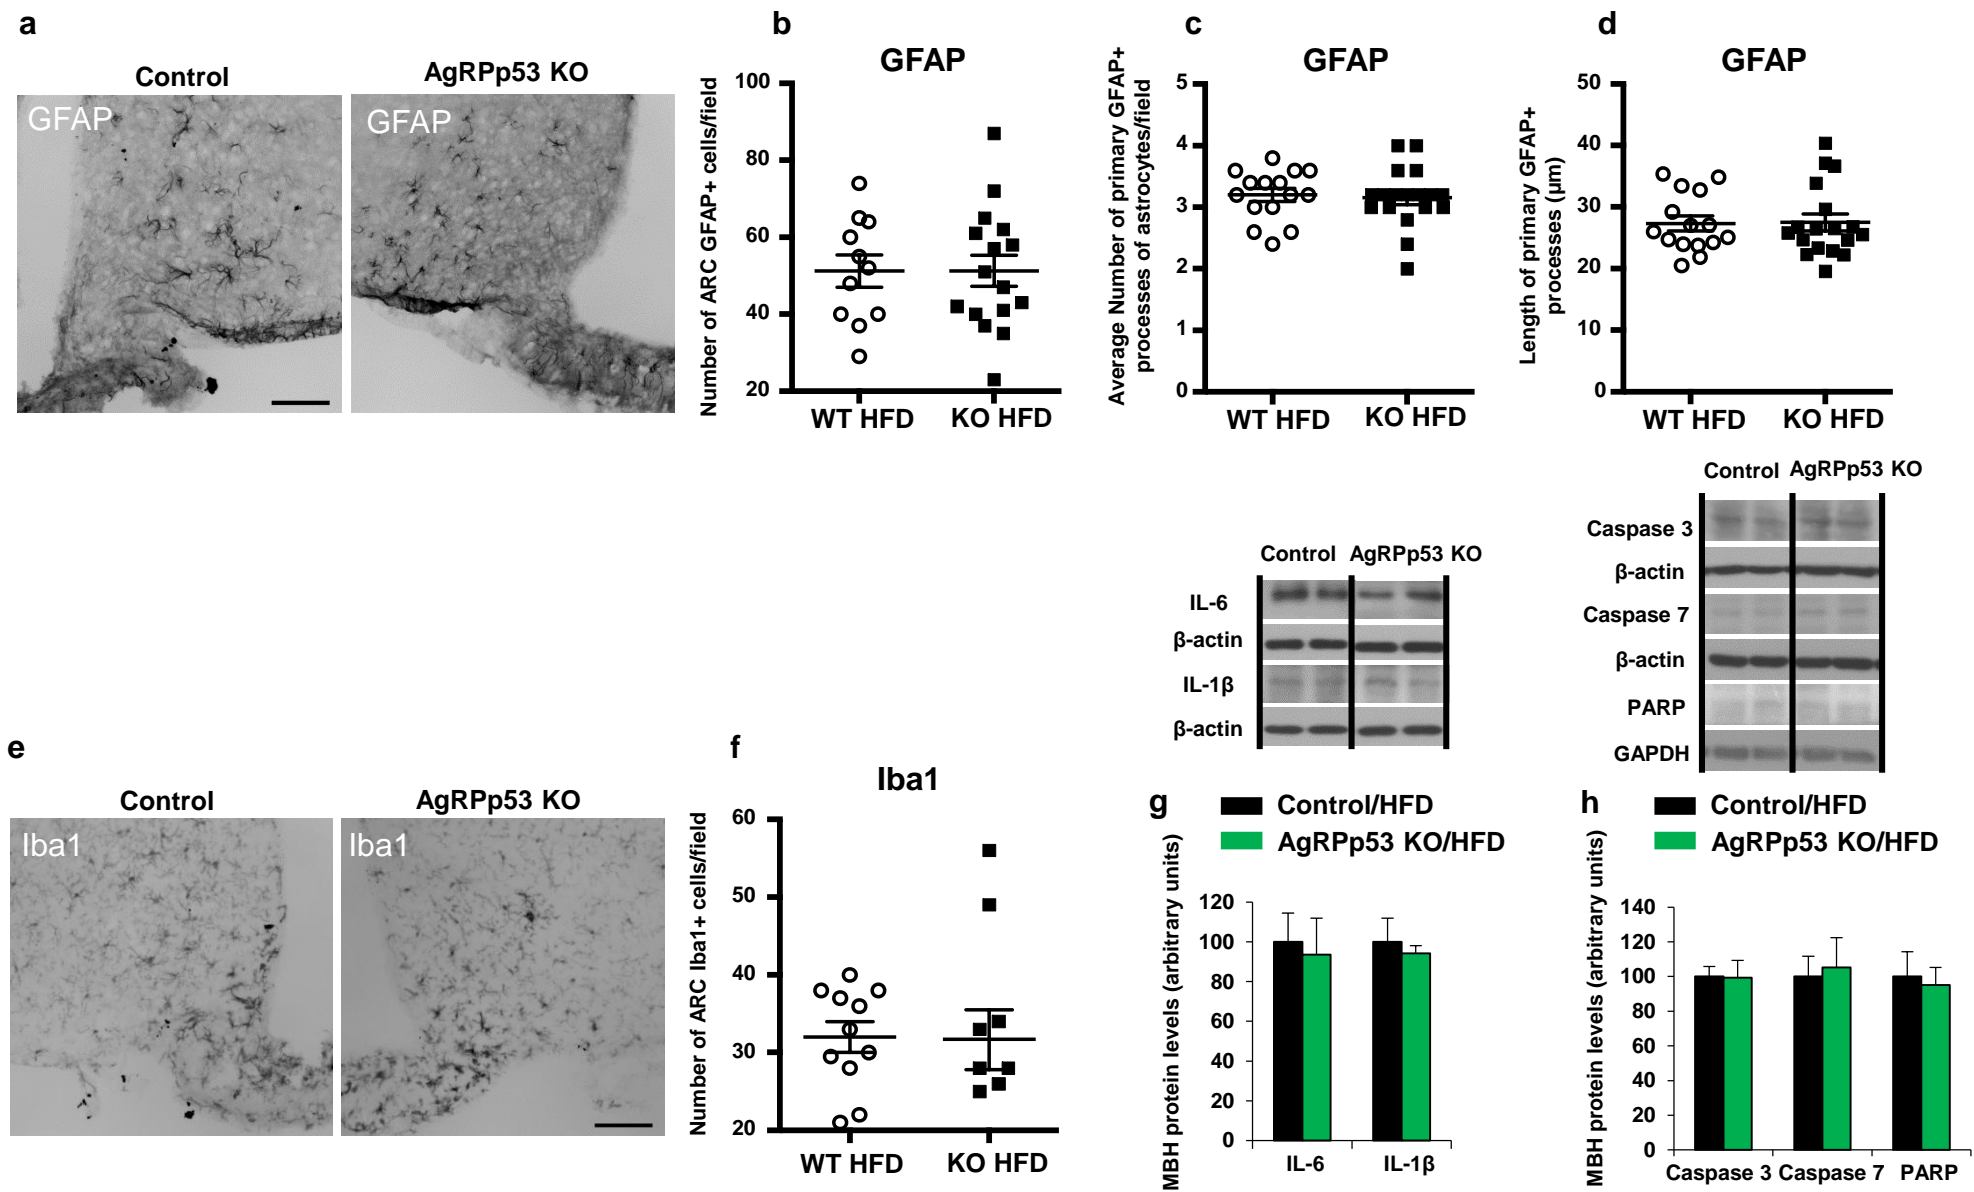 a
Control
AgRPp53 KO
GFAP
GFAP
b
GFAP
Number of ARC GFAP+ cells/field
100
80
60
40
20
WT HFD
KO HFD
c
GFAP
Average Number of primary GFAP+
processes of astrocytes/field
5
4
3
2
1
0
WT HFD
KO HFD
d
GFAP
Length of primary GFAP+
processes (µm)
50
40
30
20
10
0
WT HFD
KO HFD
e
Control
AgRPp53 KO
Iba1
Iba1
f
Iba1
Number of ARC Iba1+ cells/field
60
50
40
30
20
WT HFD
KO HFD
Control AgRPp53 KO
IL-6
β-actin
IL-1β
β-actin
g
Control/HFD
AgRPp53 KO/HFD
MBH protein levels (arbitrary units)
120
100
80
60
40
20
0
IL-6
IL-1β
Control AgRPp53 KO
Caspase 3
β-actin
Caspase 7
β-actin
PARP
GAPDH
h
Control/HFD
AgRPp53 KO/HFD
MBH protein levels (arbitrary units)
140
120
100
80
60
40
20
0
Caspase 3 Caspase 7 PARP